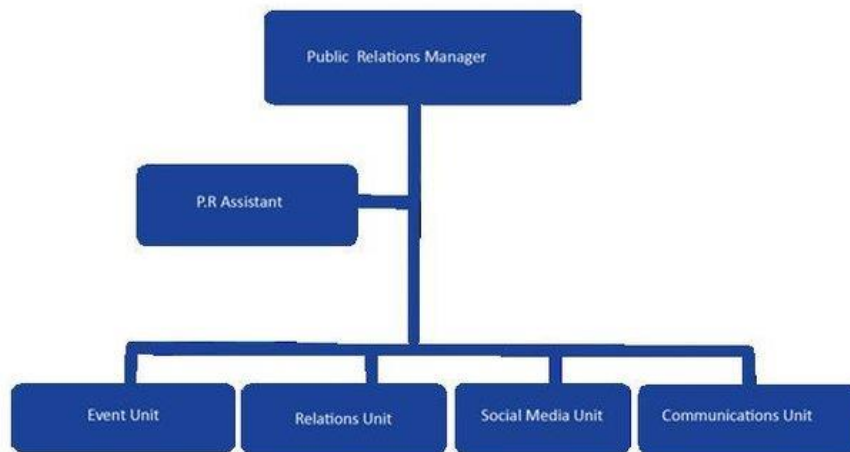 Public Relations Manager
P.R Assistant
Event Unit
Relations Unit
Social Media Unit
Communications Unit